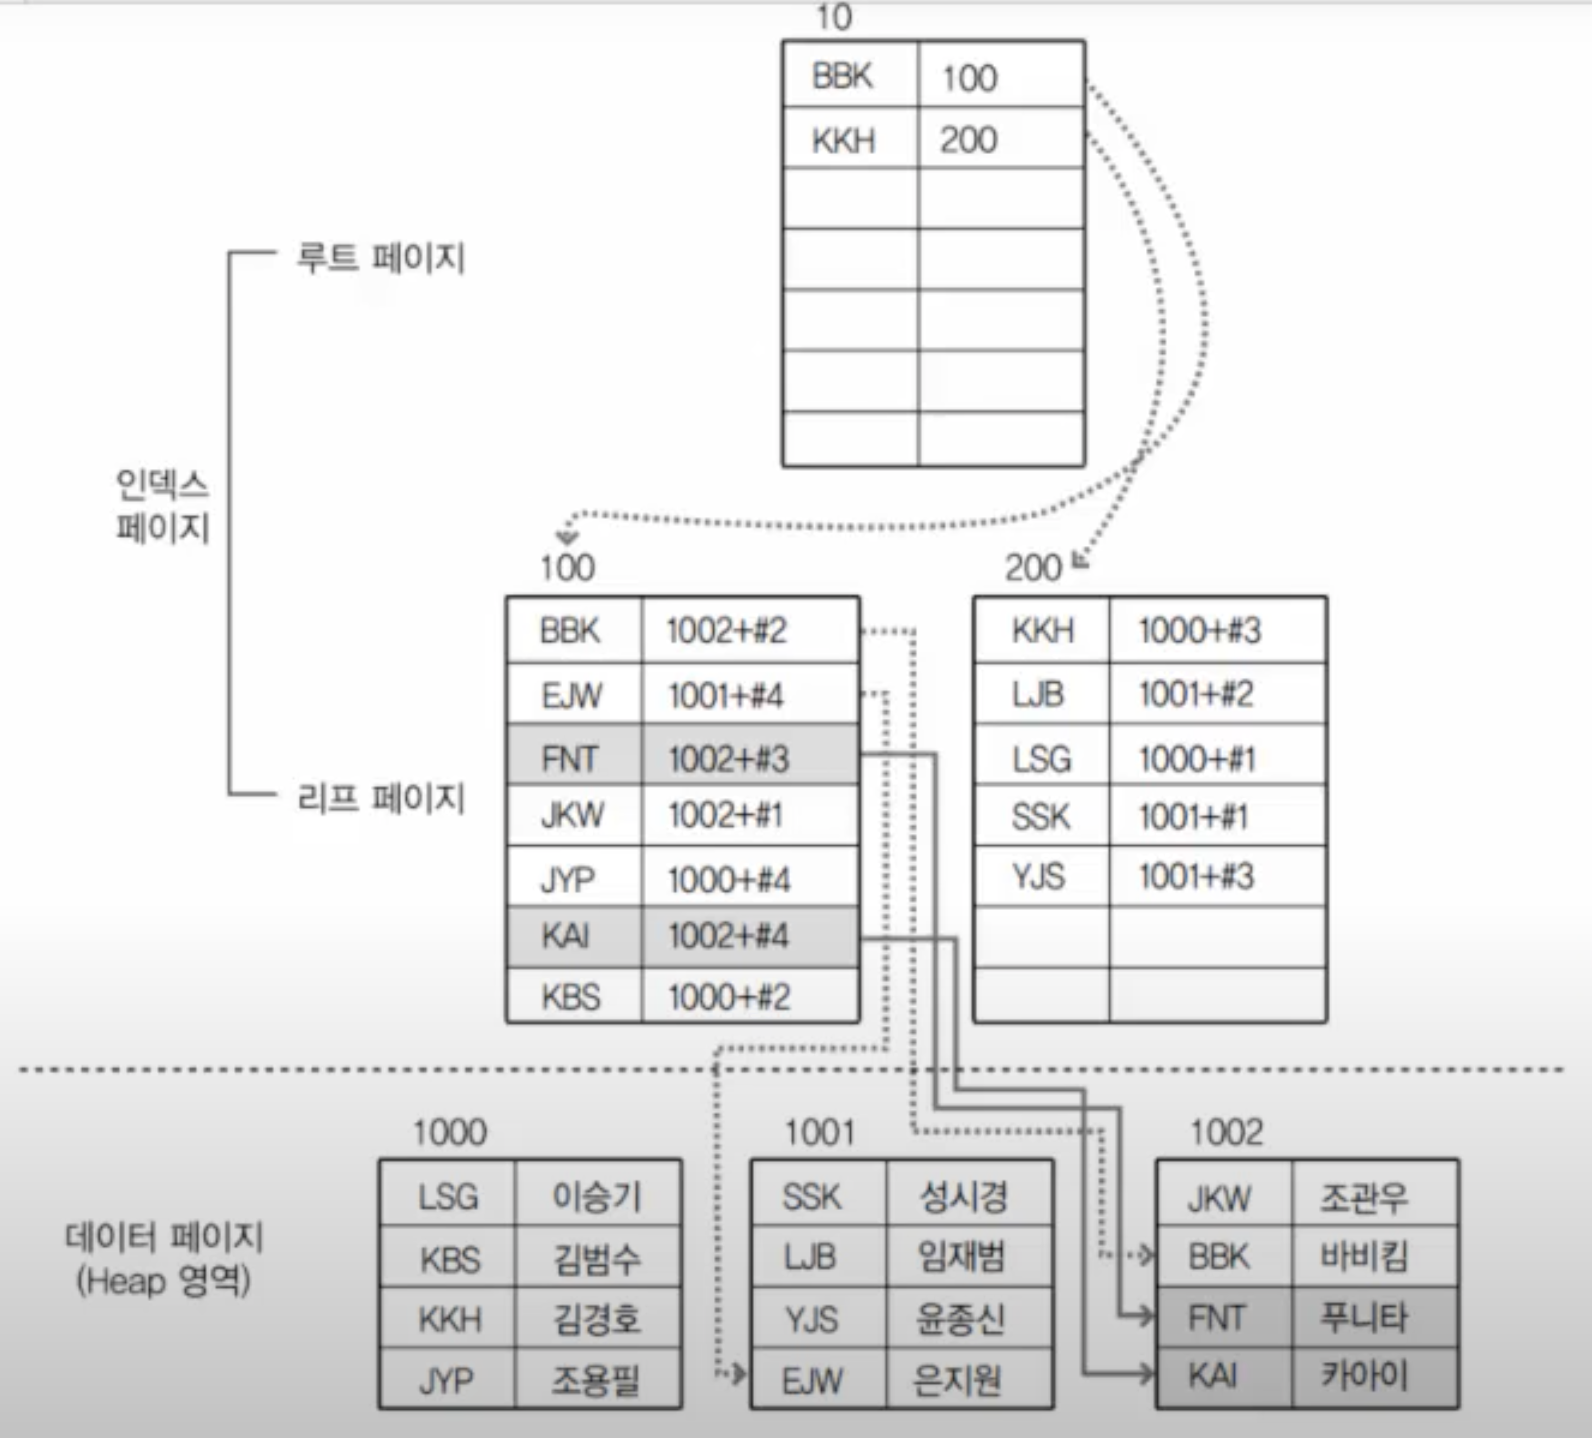 10
BBK 100
KKH 200
루트 페이지
인덱스
페이지
리프 페이지
100
BBK 1002+#2
EJW 1001+#4
FNT 1002+#3
JKW 1002+#1
JYP 1000+#4
KAI 1002+#4
KBS 1000+#2
200
KKH 1000+#3
LJB 1001+#2
LSG 1000+#1
SSK 1001+#1
YJS 1001+#3
데이터 페이지
(Heap 영역)
1000
LSG 이승기
KBS 김범수
KKH 김경호
JYP 조용필
1001
SSK 성시경
LJB 임재범
YJS 윤종신
EJW 은지원
1002
JKW 조관우
BBK 바비킴
FNT 푸니타
KAI 카아이